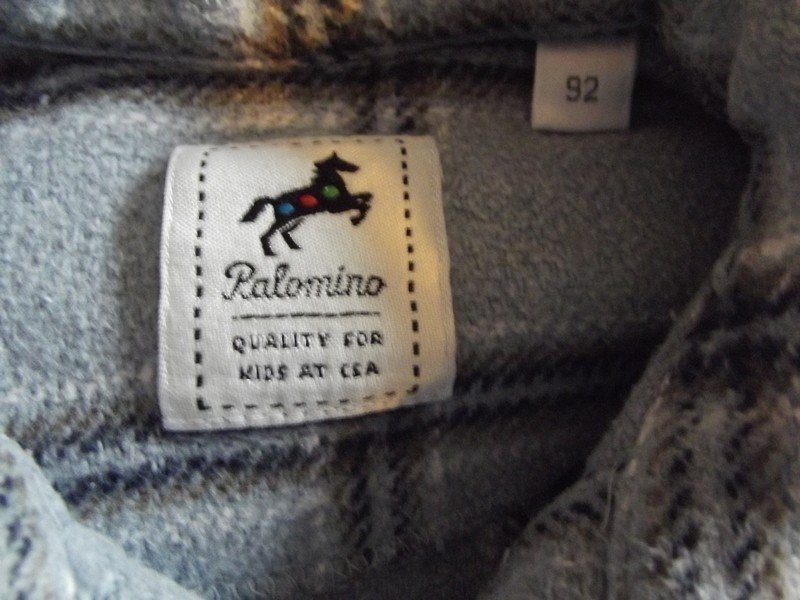 92
Palomino
QUALITY FOR
KIDS AT C&A